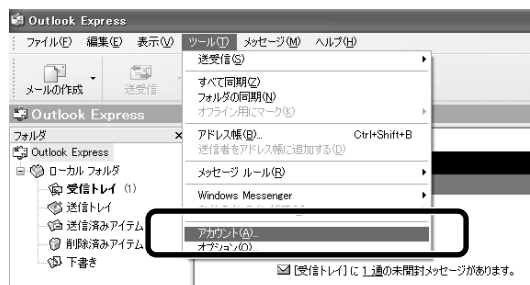 Outlook Express
ファイル(F) 編集(E) 表示(V) ツール(T) メッセージ(M) ヘルプ(H)
メールの作成 送受信
送受信(S)
すべて同期(Z)
フォルダの同期(N)
オフライン用にマーク(K)
Outlook Express
フォルダ ×
アドレス帳(B)... Ctrl+Shift+B
送信者をアドレス帳に追加する(D)
Outlook Express
ローカル フォルダ
メッセージ ルール(R)
受信トレイ (1)
Windows Messenger
送信トレイ
送信済みアイテム
アカウント(A)...
削除済みアイテム
オプション(O)...
下書き
[受信トレイ] に 1 通の未開封メッセージがあります。